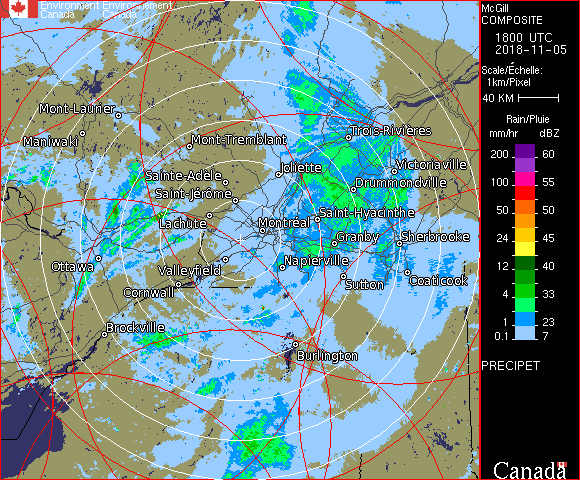 Environment Environnement
Canada Canada
McGill
COMPOSITE
1800 UTC
2018-11-05
Scale/Échelle:
1km/Pixel
40 KM
Rain/Pluie
mm/hr dBZ
200 60
100 55
50 50
24 45
12 40
8 33
4 33
1 23
0.1 7
PRECIPET
Canada
Mont-Laurier
Maniwaki
Mont-Tremblant
Trois-Rivières
Sainte-Adèle
Joliette
Victoriaville
Saint-Jérôme
Drummondville
Lachute
Montréal
Saint-Hyacinthe
Granby
Sherbrooke
Ottawa
Valleyfield
Napierville
Cornwall
Sutton
Coaticook
Brockville
Burlington